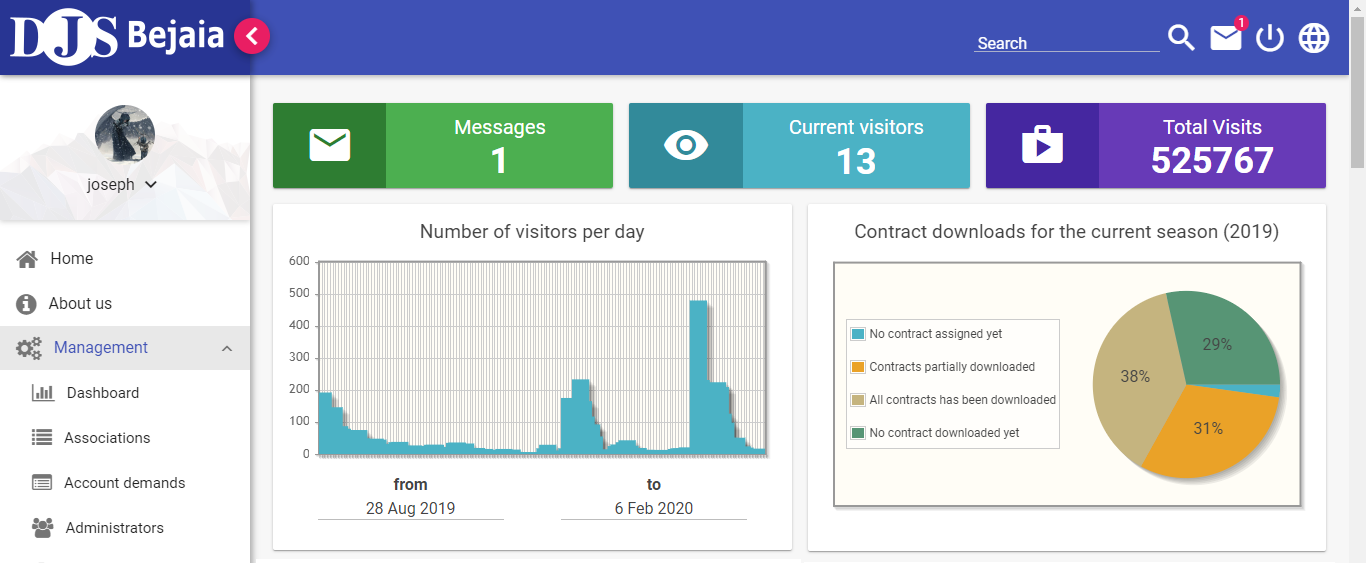 DJS Bejaia
Search
1
joseph
Home
About us
Management
Dashboard
Associations
Account demands
Administrators
Messages
1
Current visitors
13
Total Visits
525767
Number of visitors per day
600
500
400
300
200
100
0
from
28 Aug 2019
to
6 Feb 2020
Contract downloads for the current season (2019)
No contract assigned yet
Contracts partially downloaded
All contracts has been downloaded
No contract downloaded yet
29%
38%
31%